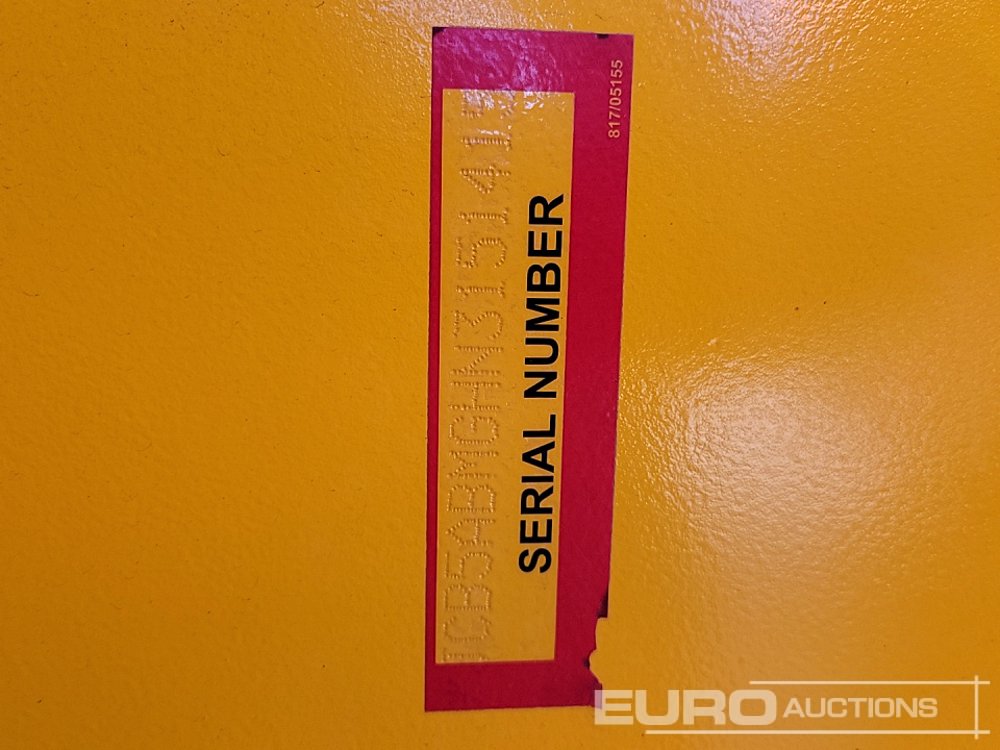 SERIAL NUMBER
817/05155
EURO AUCTIONS